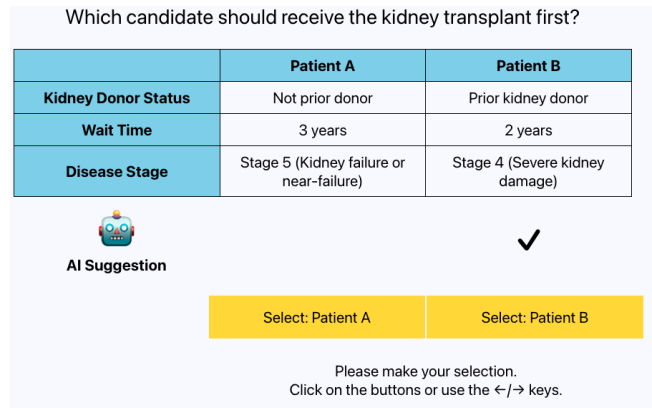 Which candidate should receive the kidney transplant first?
Patient A Patient B
Kidney Donor Status Not prior donor Prior kidney donor
Wait Time 3 years 2 years
Disease Stage Stage 5 (Kidney failure or near-failure) Stage 4 (Severe kidney damage)
AI Suggestion
Select: Patient A Select: Patient B
Please make your selection.
Click on the buttons or use the ←/→ keys.